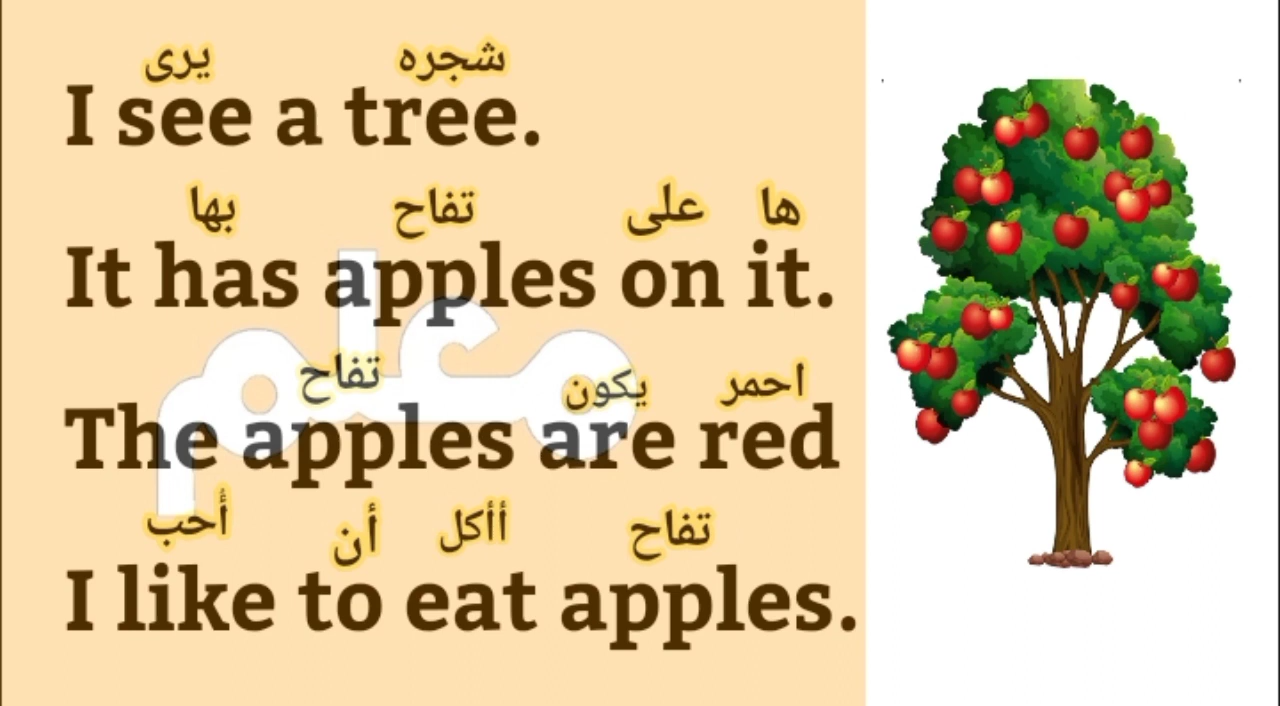 يرى شجره
I see a tree.
بها تفاح على ها
It has apples on it.
تفاح يكون احمر
The apples are red
أحب أن أأكل تفاح
I like to eat apples.
معلم